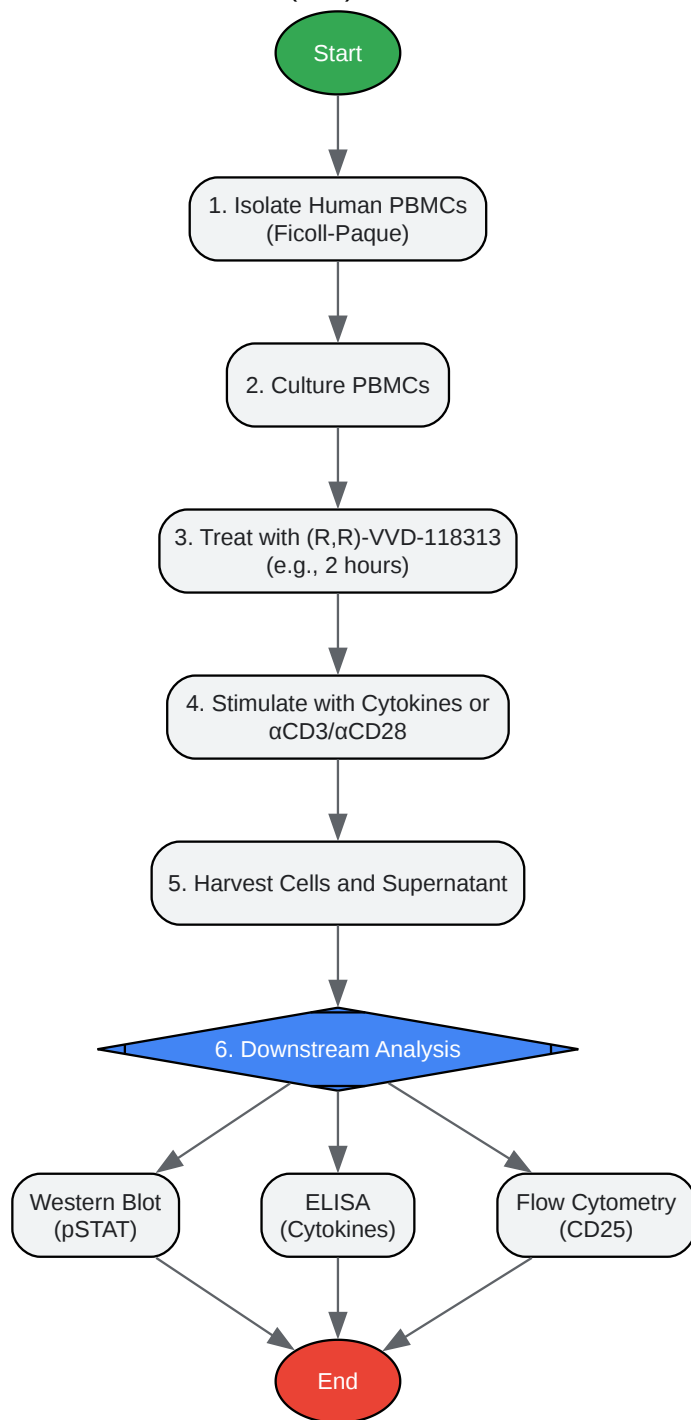 Start
1. Isolate Human PBMCs
(Ficoll-Paque)
2. Culture PBMCs
3. Treat with (R,R)-VVD-118313
(e.g., 2 hours)
4. Stimulate with Cytokines or
αCD3/αCD28
5. Harvest Cells and Supernatant
6. Downstream Analysis
Western Blot
(pSTAT)
ELISA
(Cytokines)
Flow Cytometry
(CD25)
End